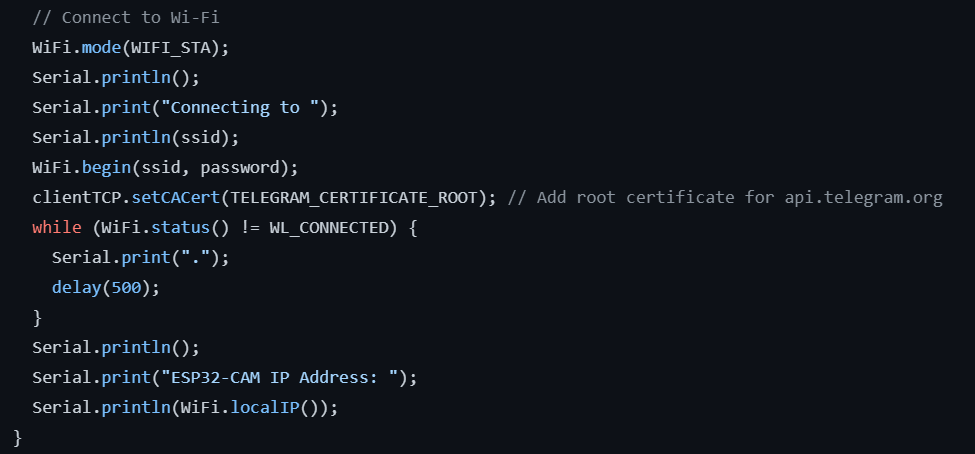 // Connect to Wi-Fi
WiFi.mode(WIFI_STA);
Serial.println();
Serial.print("Connecting to ");
Serial.println(ssid);
WiFi.begin(ssid, password);
clientTCP.setCACert(TELEGRAM_CERTIFICATE_ROOT); // Add root certificate for api.telegram.org
while (WiFi.status() != WL_CONNECTED) {
Serial.print(".");
delay(500);
}
Serial.println();
Serial.print("ESP32-CAM IP Address: ");
Serial.println(WiFi.localIP());
}